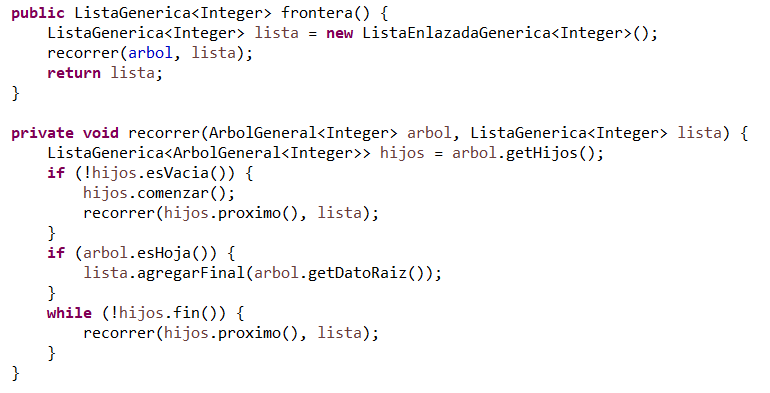 public ListaGenerica<Integer> frontera() {
    ListaGenerica<Integer> lista = new ListaEnlazadaGenerica<Integer>();
    recorrer(arbol, lista);
    return lista;
}

private void recorrer(ArbolGeneral<Integer> arbol, ListaGenerica<Integer> lista) {
    ListaGenerica<ArbolGeneral<Integer>> hijos = arbol.getHijos();
    if (!hijos.esVacia()) {
        hijos.comenzar();
        recorrer(hijos.proximo(), lista);
    }
    if (arbol.esHoja()) {
        lista.agregarFinal(arbol.getDatoRaiz());
    }
    while (!hijos.fin()) {
        recorrer(hijos.proximo(), lista);
    }
}